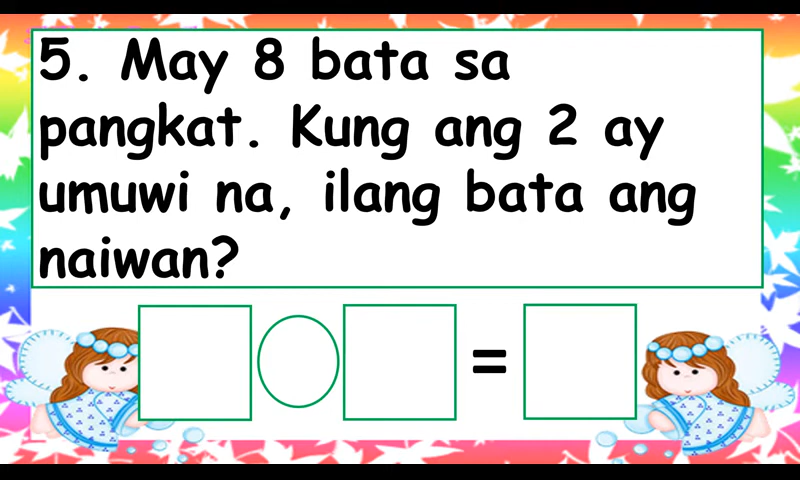 5. May 8 bata sa
pangkat. Kung ang 2 ay
umuwi na, ilang bata ang
naiwan?
=